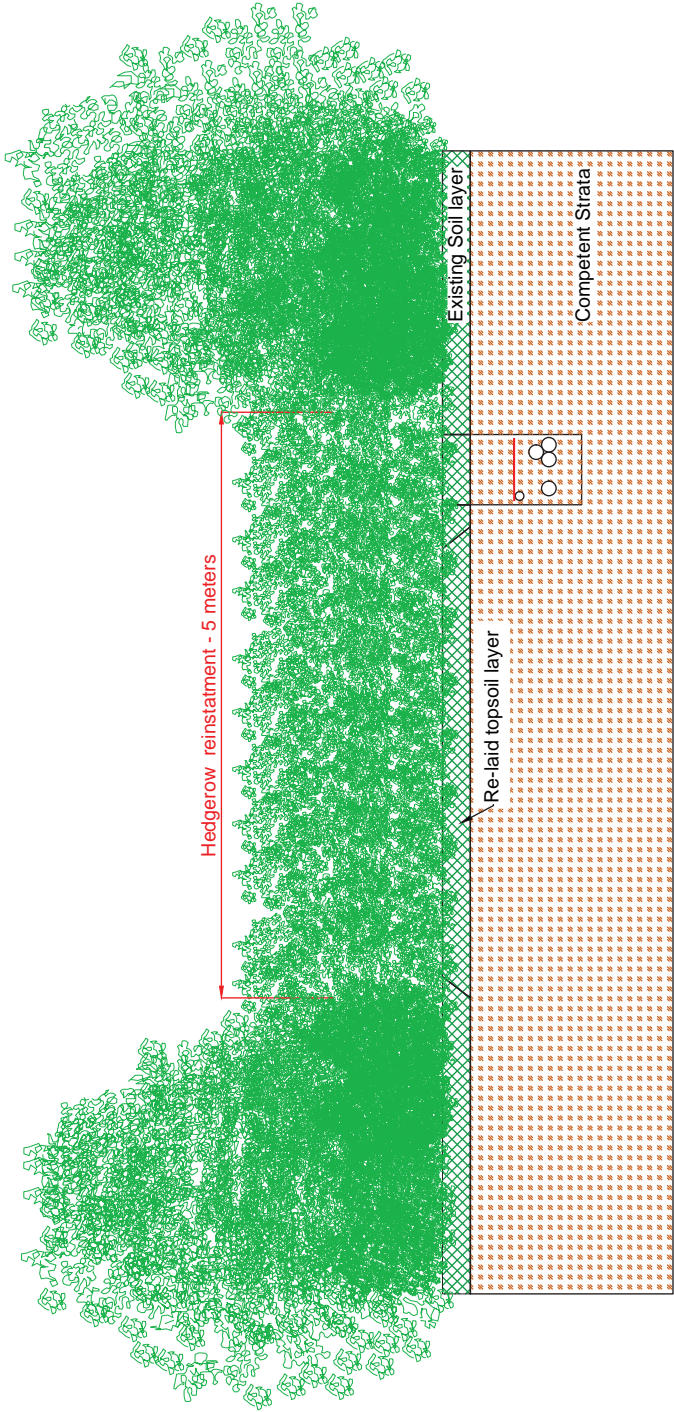 Hedgerow reinstatment - 5 meters
Existing Soil layer
Re-laid topsoil layer
Competent Strata